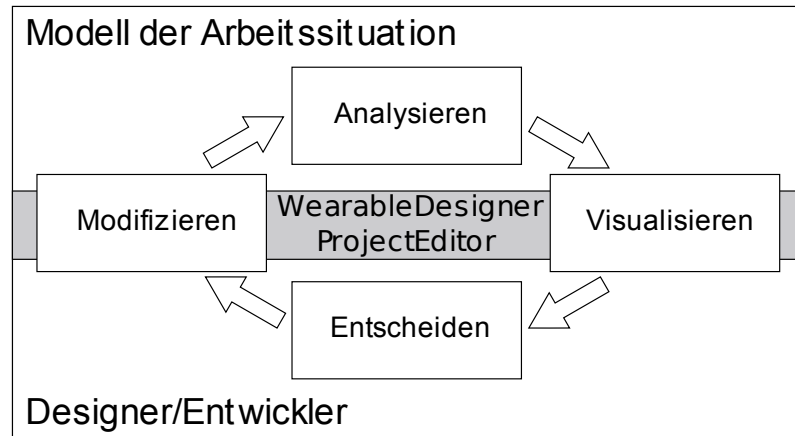 Modell der Arbeitssituation
Analysieren
Modifizieren
WearableDesigner
ProjectEditor
Visualisieren
Entscheiden
Designer/Entwickler